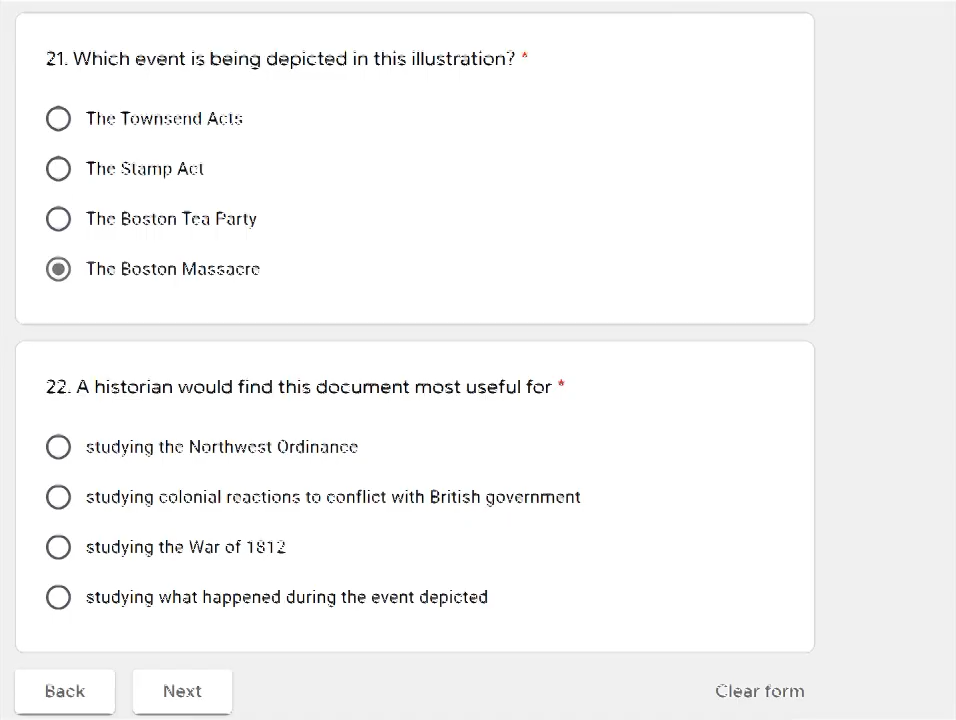 21. Which event is being depicted in this illustration? *
The Townsend Acts
The Stamp Act
The Boston Tea Party
The Boston Massacre
22. A historian would find this document most useful for *
studying the Northwest Ordinance
studying colonial reactions to conflict with British government
studying the War of 1812
studying what happened during the event depicted
Back Next Clear form